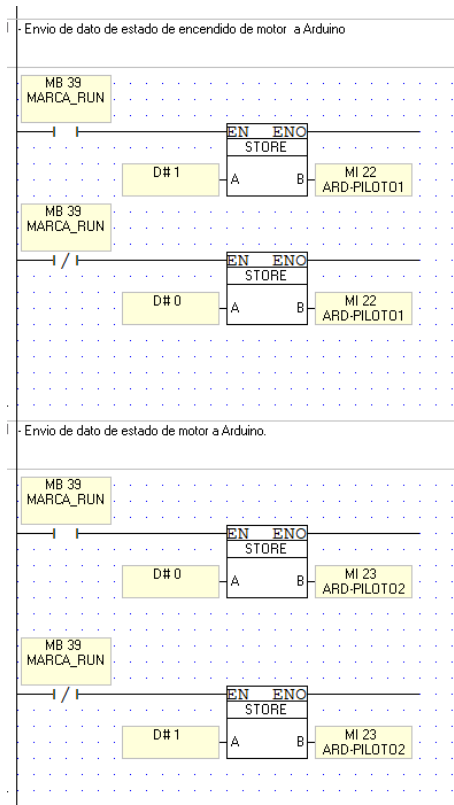 - Envio de dato de estado de encendido de motor a Arduino
MB 39
MARCA_RUN
EN ENO
STORE
D# 1
A B
MI 22
ARD-PILOTO1
MB 39
MARCA_RUN
EN ENO
STORE
D# 0
A B
MI 22
ARD-PILOTO1
- Envio de dato de estado de motor a Arduino.
MB 39
MARCA_RUN
EN ENO
STORE
D# 0
A B
MI 23
ARD-PILOTO2
MB 39
MARCA_RUN
EN ENO
STORE
D# 1
A B
MI 23
ARD-PILOTO2